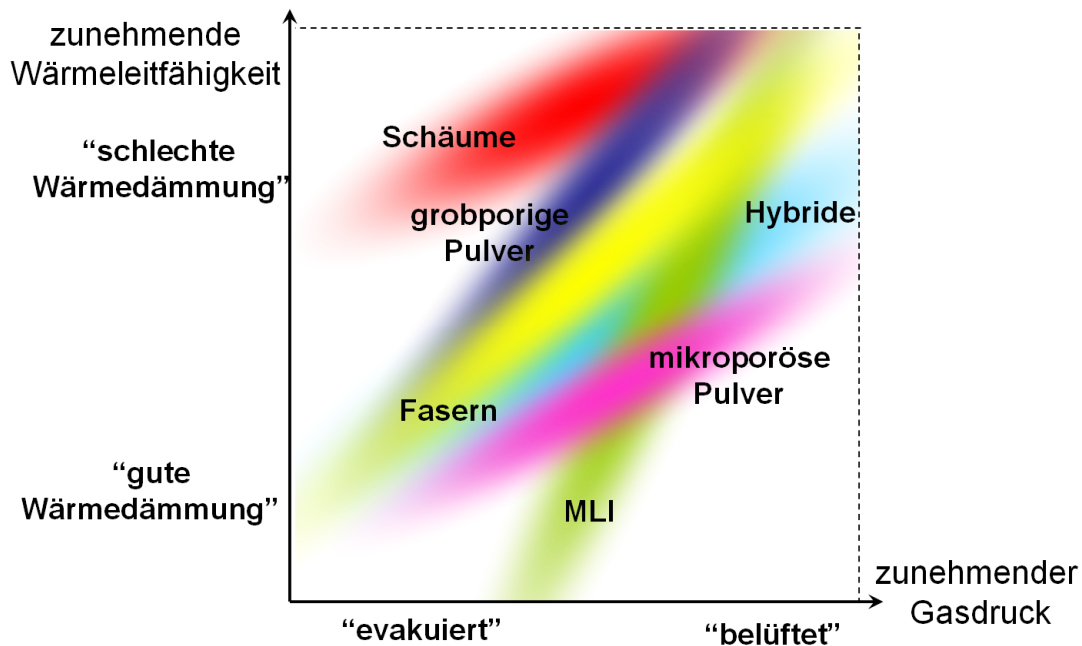 zunehmende
Wärmeleitfähigkeit
“schlechte
Wärmedämmung”
Schäume
grobporige
Pulver
Hybride
mikroporöse
Pulver
Fasern
“gute
Wärmedämmung”
MLI
zunehmender
Gasdruck
“evakuiert”
“belüftet”